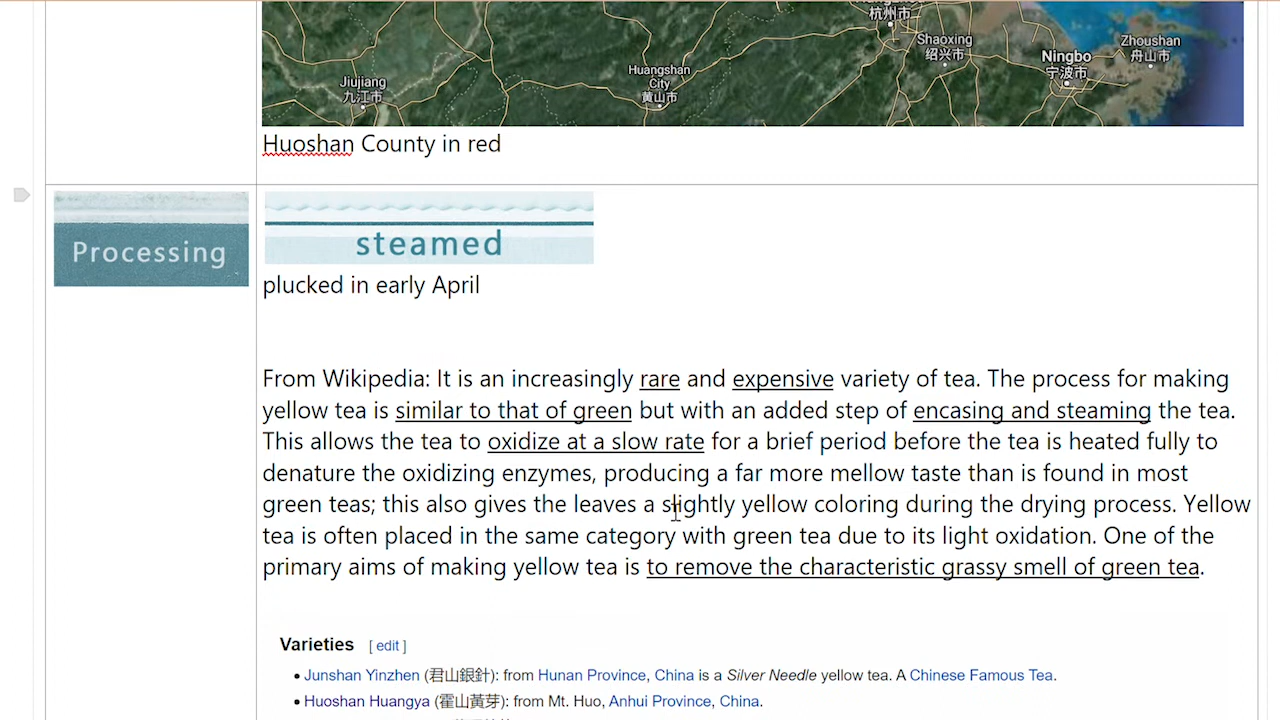 杭州市
Shaoxing
绍兴市
Zhoushan
舟山市
Ningbo
宁波市
Huangshan
City
黄山市
Jiujiang
九江市
Huoshan County in red
Processing
steamed
plucked in early April
From Wikipedia: It is an increasingly rare and expensive variety of tea. The process for making
yellow tea is similar to that of green but with an added step of encasing and steaming the tea.
This allows the tea to oxidize at a slow rate for a brief period before the tea is heated fully to
denature the oxidizing enzymes, producing a far more mellow taste than is found in most
green teas; this also gives the leaves a slightly yellow coloring during the drying process. Yellow
tea is often placed in the same category with green tea due to its light oxidation. One of the
primary aims of making yellow tea is to remove the characteristic grassy smell of green tea.
Varieties [ edit ]
• Junshan Yinzhen (君山銀針): from Hunan Province, China is a Silver Needle yellow tea. A Chinese Famous Tea.
• Huoshan Huangya (霍山黃芽): from Mt. Huo, Anhui Province, China.